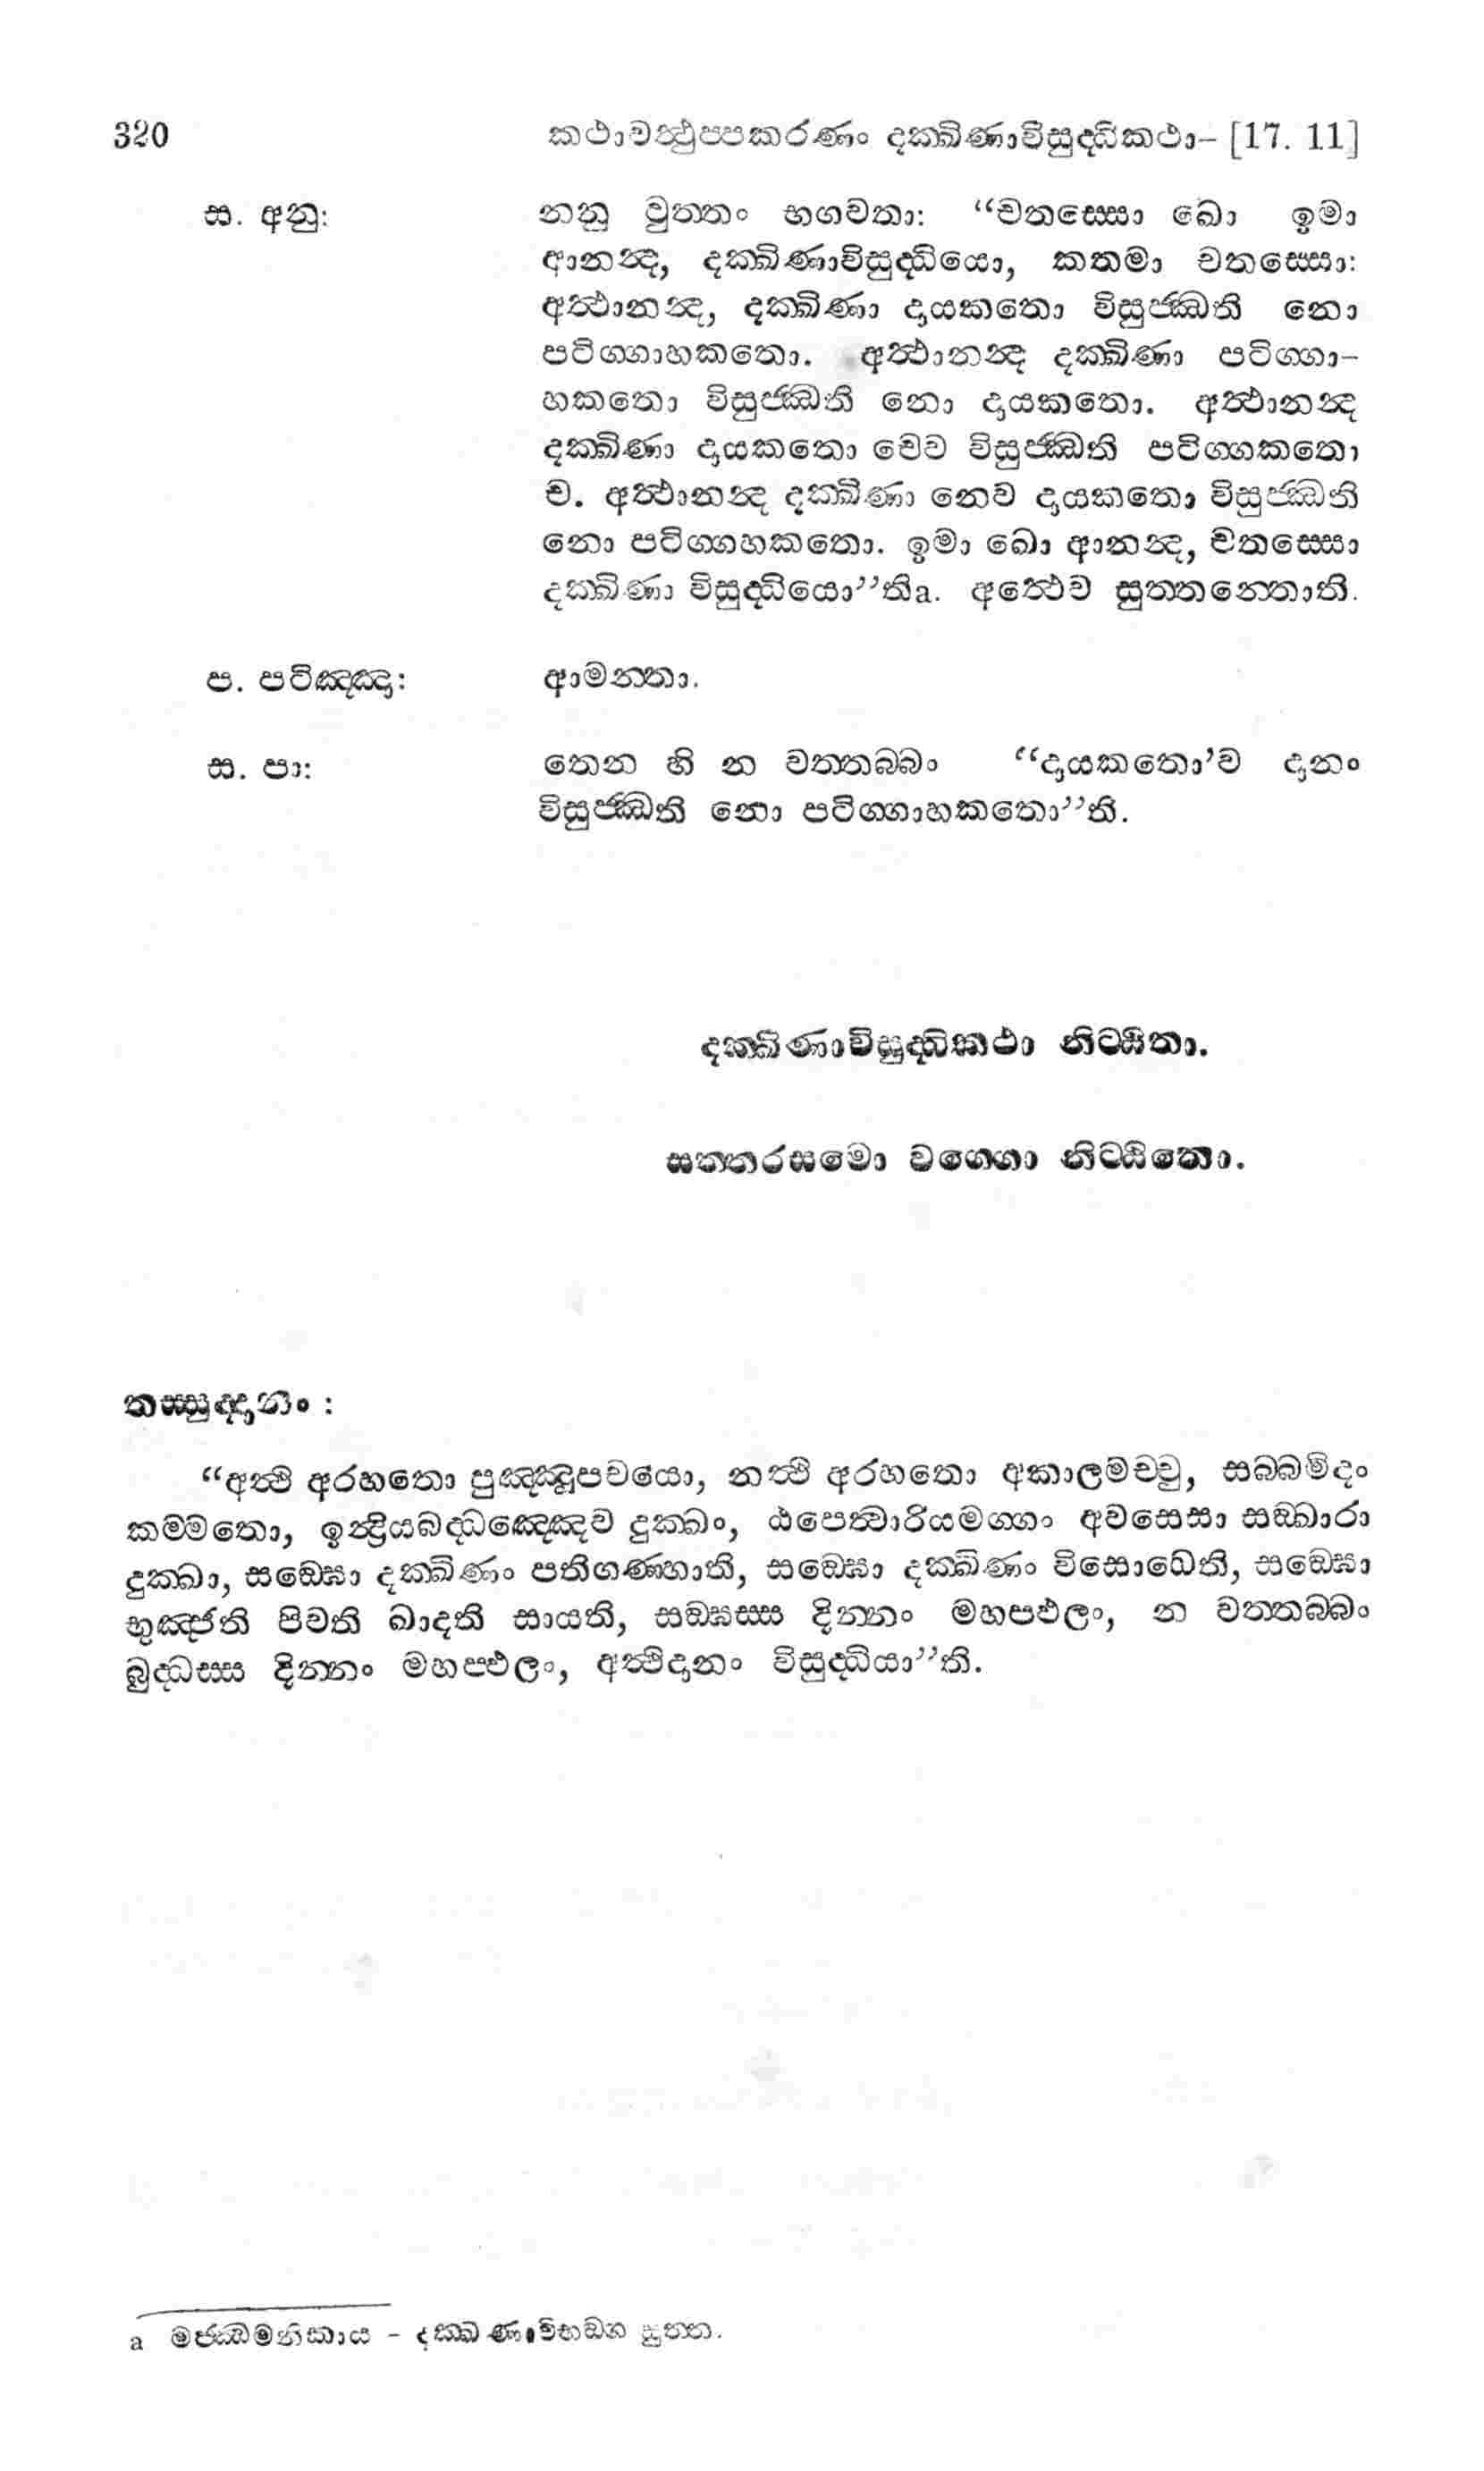 320 කථාවත්‍ථුප්පකරණං දක්ඛිණාවිසුද්ධිකථා– [17. 11]
ස. අනු: නනු වුත්තං භගවතා: “චතස්සො ඛො ඉමා
ආනන්‍ද, දක්ඛිණාවිසුද්ධියො, කතමා චතස්සො:
අත්‍ථානන්‍ද, දක්ඛිණා දායකතො විසුජ්ඣති නො
පටිග්ගාහකතො. අත්‍ථානන්‍ද දක්ඛිණා පටිග්ගා–
හකතො විසුජ්ඣති නො දායකතො. අත්‍ථානන්‍ද
දක්ඛිණා දායකතො චෙව විසුජ්ඣති පටිග්ගකතො
ච. අත්‍ථානන්‍ද දක්ඛිණා නෙව දායකතො විසුජ්ඣති
නො පටිග්ගහකතො. ඉමා ඛො ආනන්‍ද, චතස්සො
දක්ඛිණා විසුද්ධියො”තිa. අත්‍ථෙව සුත්තන්තොති.
ප. පටිඤ්ඤා: ආමන්තා.
ස. පා: තෙන හි න වත්තබ්බං “දායකතො’ව දානං
විසුජ්ඣති නො පටිග්ගාහකතො”ති.
දක්ඛිණාවිසුද්ධිකථා නිට්ඨිතා.
සත්තරසමො වග්ගො නිට්ඨිතො.
තස්සුද්දානං :
“අත්‍ථි අරහතො පුඤ්ඤූපචයො, නත්‍ථි අරහතො අකාලමච්චු, සබ්බමිදං
කම්මතො, ඉන්‍ද්‍රියබද්ධඤ්ඤෙව දුක්ඛං, ඨපෙත්‍වාරියමග්ගං අවසෙසා සඞ්ඛාරා
දුක්ඛා, සඞ්ඝො දක්ඛිණං පතිගණ්හාති, සඞ්ඝො දක්ඛිණං විසොධෙති, සඞ්ඝො
භුඤ්ජති පිවති ඛාදති සායති, සඞ්ඝස්ස දින්නං මහප්ඵලං, න වත්තබ්බං
බුද්ධස්ස දින්නං මහප්ඵලං, අත්‍ථිදානං විසුද්ධියා”ති.
a මජ්ඣමනිකාය – දක්ඛණාවිභඞ්ග සුත්ත.